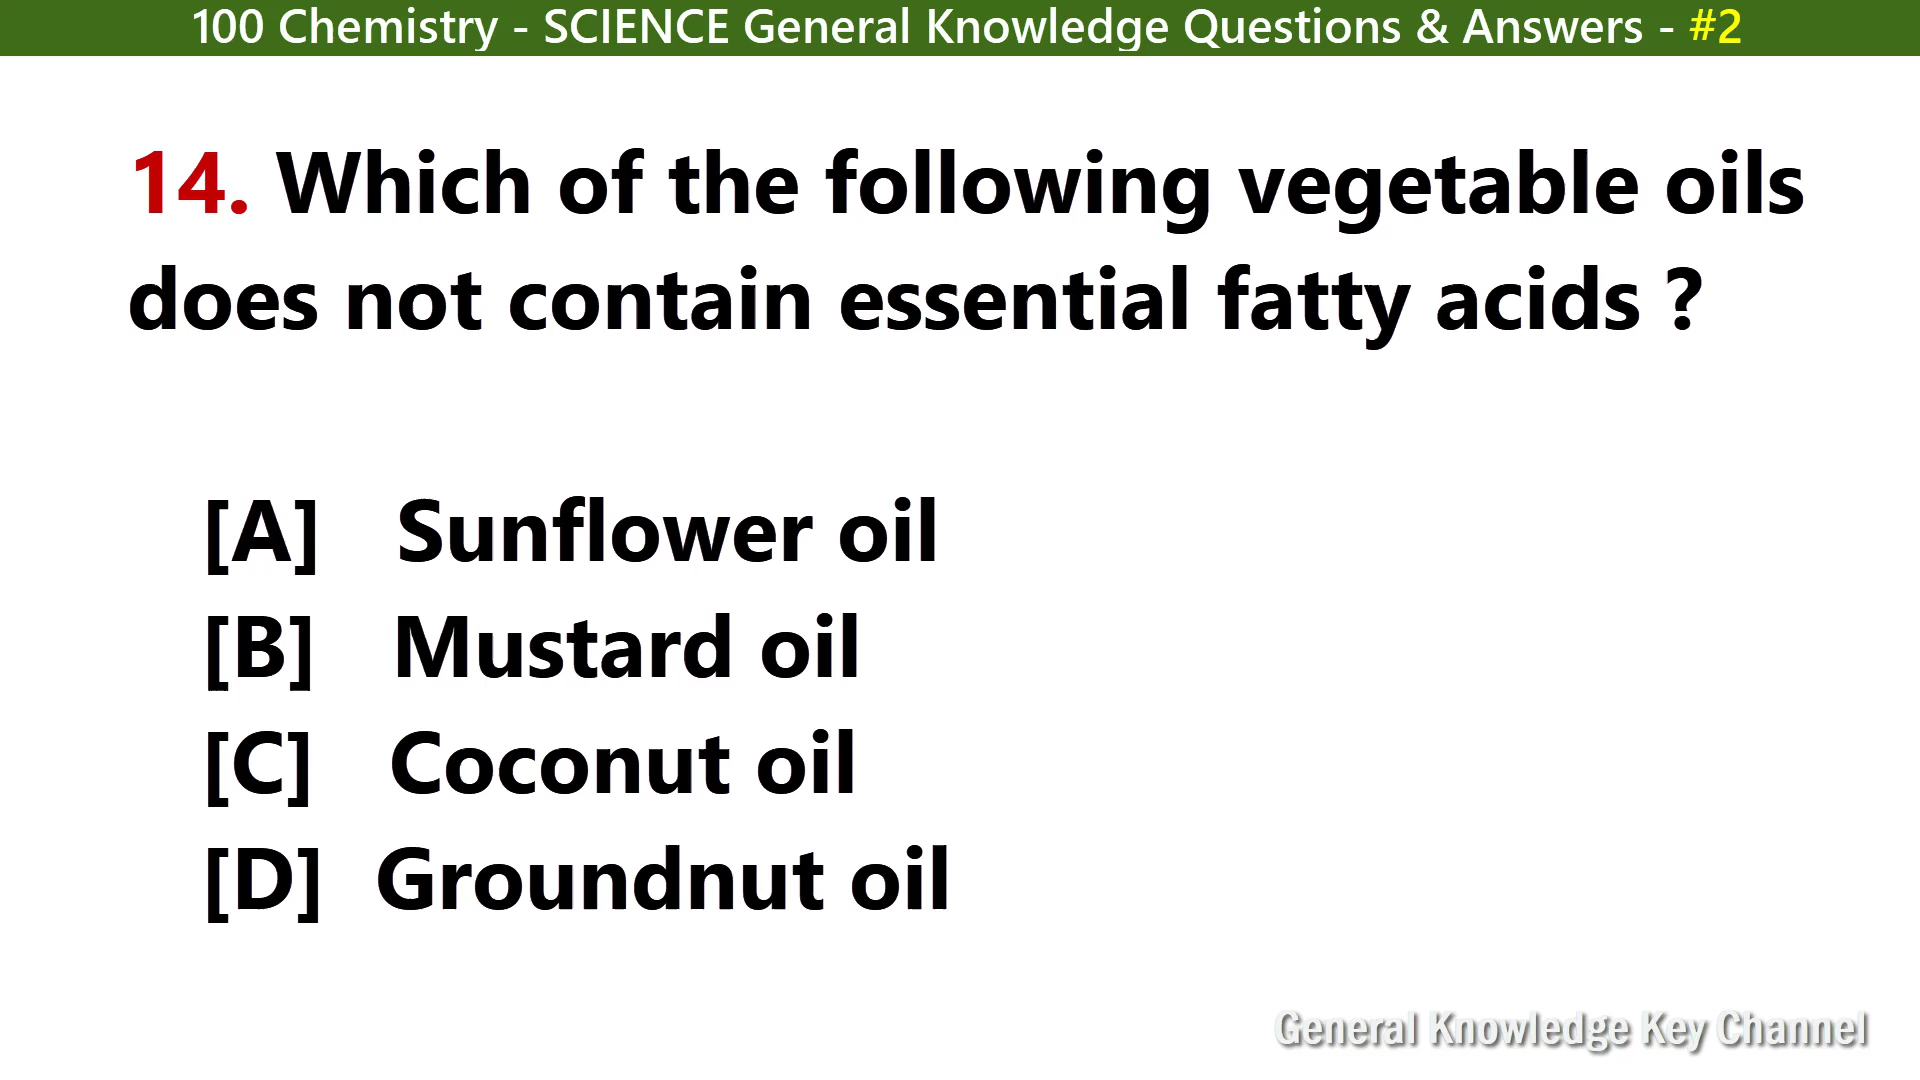 100 Chemistry - SCIENCE General Knowledge Questions & Answers - #2
14. Which of the following vegetable oils
does not contain essential fatty acids ?
[A] Sunflower oil
[B] Mustard oil
[C] Coconut oil
[D] Groundnut oil
General Knowledge Key Channel